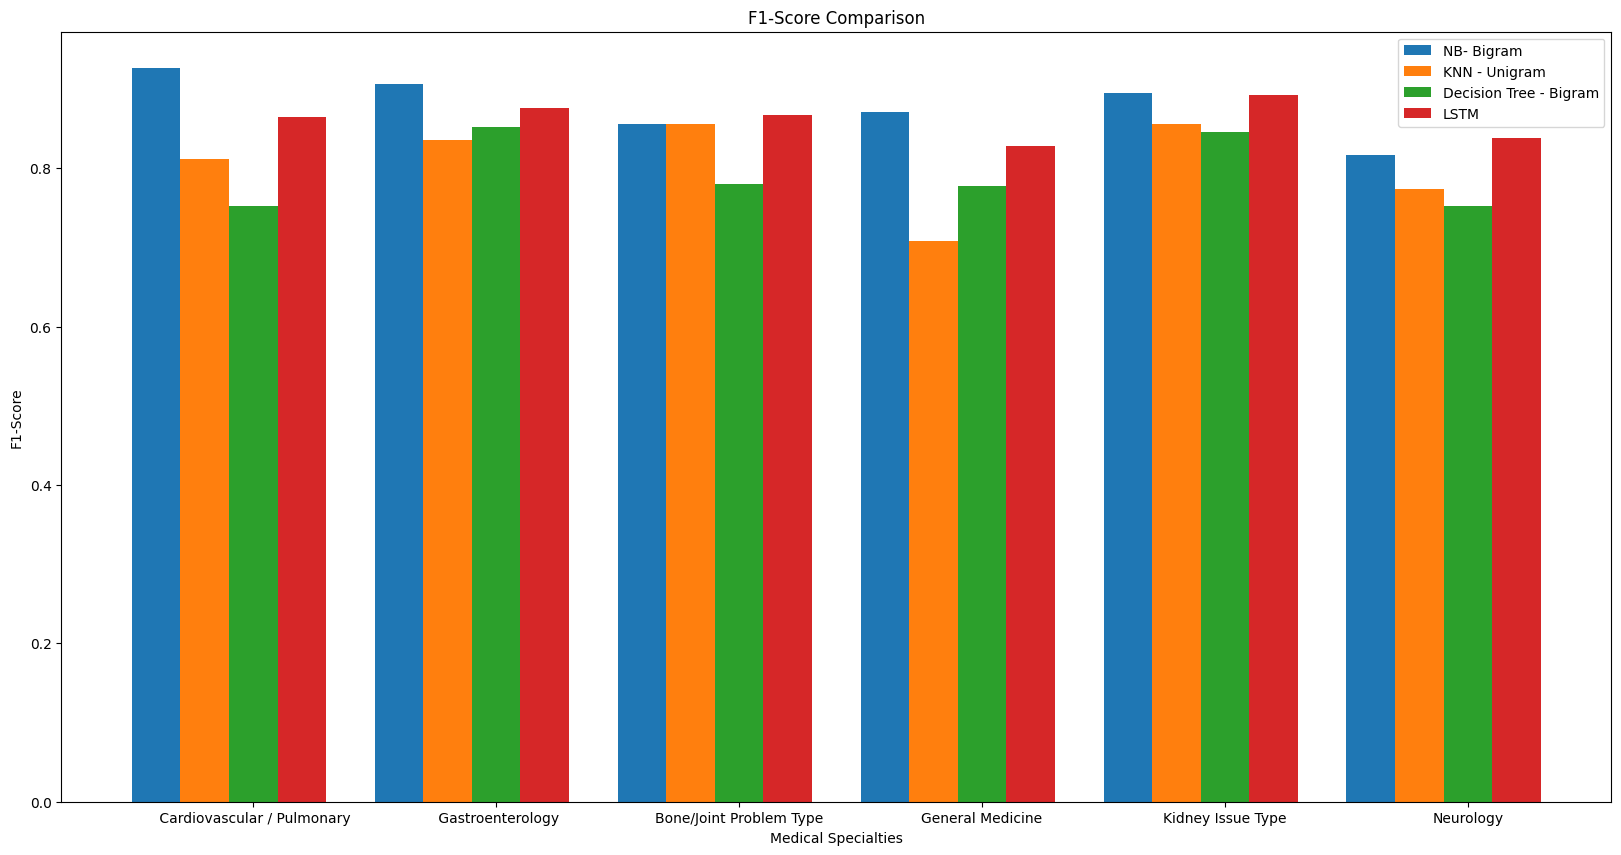 F1-Score Comparison
NB- Bigram
KNN - Unigram
Decision Tree - Bigram
LSTM
F1-Score
0.8
0.6
0.4
0.2
0.0
Cardiovascular / Pulmonary
Gastroenterology
Bone/Joint Problem Type
General Medicine
Kidney Issue Type
Neurology
Medical Specialties